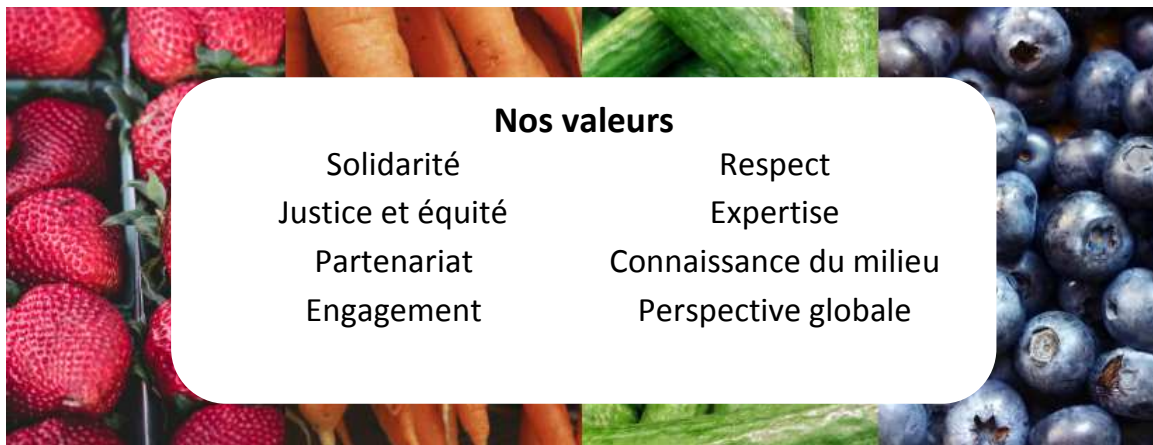 Nos valeurs
Solidarité
Justice et équité
Partenariat
Engagement
Respect
Expertise
Connaissance du milieu
Perspective globale